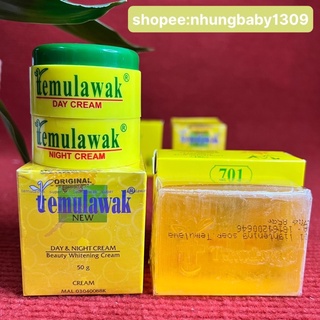 shopee:nhungbaby1309
temulawak®
DAY CREAM
temulawak®
NIGHT CREAM
ORIGINAL
temulawak®
NEW
DAY & NIGHT CREAM
Beauty Whitening Cream
50 g
CREAM
701